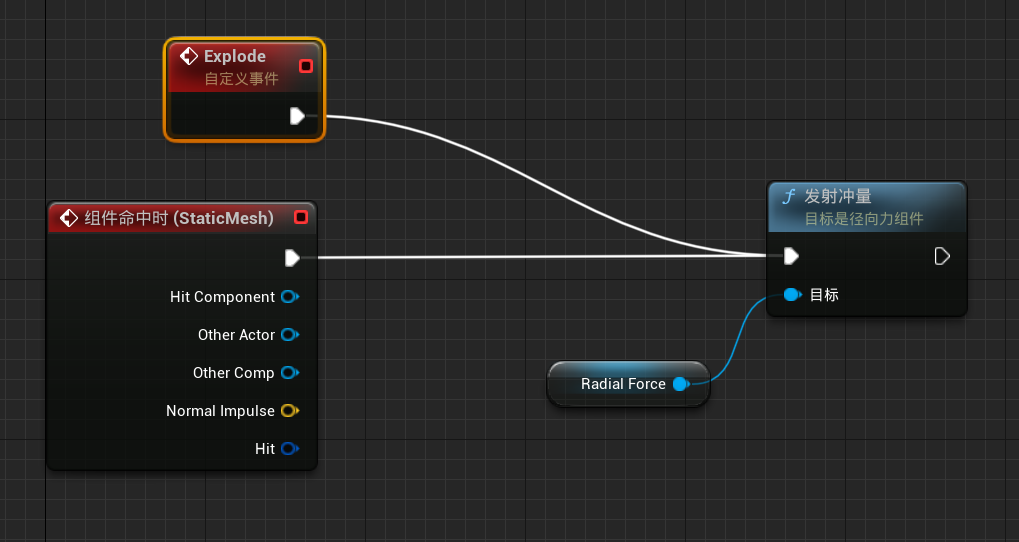 Explode
自定义事件
组件命中时 (StaticMesh)
Hit Component
Other Actor
Other Comp
Normal Impulse
Hit
Radial Force
f 发射冲量
目标是径向力组件
目标